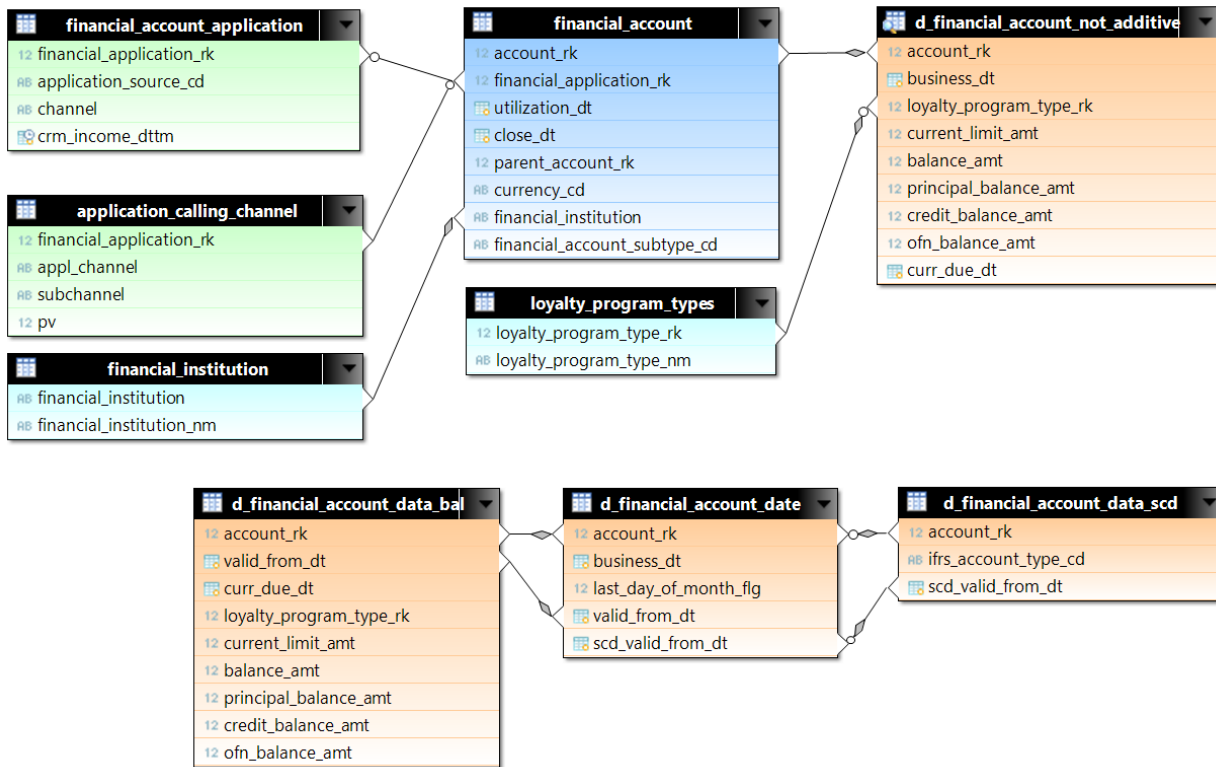 financial_account_application
12 financial_application_rk
AB application_source_cd
AB channel
crm_income_dttm
application_calling_channel
12 financial_application_rk
AB appl_channel
AB subchannel
12 pv
financial_institution
AB financial_institution
AB financial_institution_nm
financial_account
12 account_rk
12 financial_application_rk
utilization_dt
close_dt
12 parent_account_rk
AB currency_cd
AB financial_institution
AB financial_account_subtype_cd
loyalty_program_types
12 loyalty_program_type_rk
AB loyalty_program_type_nm
d_financial_account_not_additive
12 account_rk
business_dt
12 loyalty_program_type_rk
12 current_limit_amt
12 balance_amt
12 principal_balance_amt
12 credit_balance_amt
12 ofn_balance_amt
curr_due_dt
d_financial_account_data_bal
12 account_rk
valid_from_dt
curr_due_dt
12 loyalty_program_type_rk
12 current_limit_amt
12 balance_amt
12 principal_balance_amt
12 credit_balance_amt
12 ofn_balance_amt
d_financial_account_date
12 account_rk
business_dt
12 last_day_of_month_flg
valid_from_dt
scd_valid_from_dt
d_financial_account_data_scd
12 account_rk
AB ifrs_account_type_cd
scd_valid_from_dt